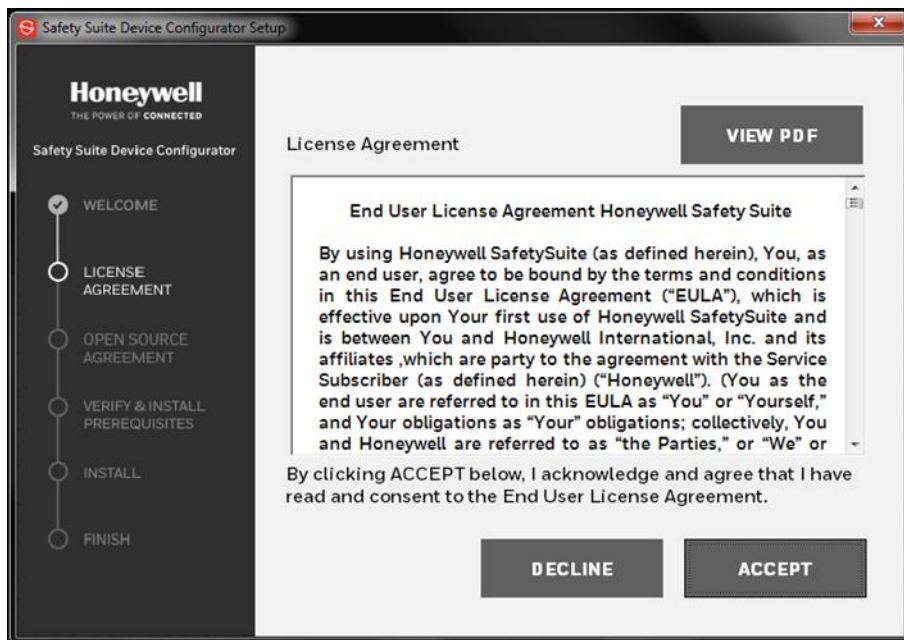 Safety Suite Device Configurator Setup
Honeywell
THE POWER OF CONNECTED
Safety Suite Device Configurator
WELCOME
LICENSE
AGREEMENT
OPEN SOURCE
AGREEMENT
VERIFY & INSTALL
PREREQUISITES
INSTALL
FINISH
License Agreement
VIEW PDF
End User License Agreement Honeywell Safety Suite
By using Honeywell SafetySuite (as defined herein), You, as
an end user, agree to be bound by the terms and conditions
in this End User License Agreement (“EULA”), which is
effective upon Your first use of Honeywell SafetySuite and
is between You and Honeywell International, Inc. and its
affiliates ,which are party to the agreement with the Service
Subscriber (as defined herein) (“Honeywell”). (You as the
end user are referred to in this EULA as “You” or “Yourself,”
and Your obligations as “Your” obligations; collectively, You
and Honeywell are referred to as “the Parties,” or “We” or
By clicking ACCEPT below, I acknowledge and agree that I have
read and consent to the End User License Agreement.
DECLINE
ACCEPT